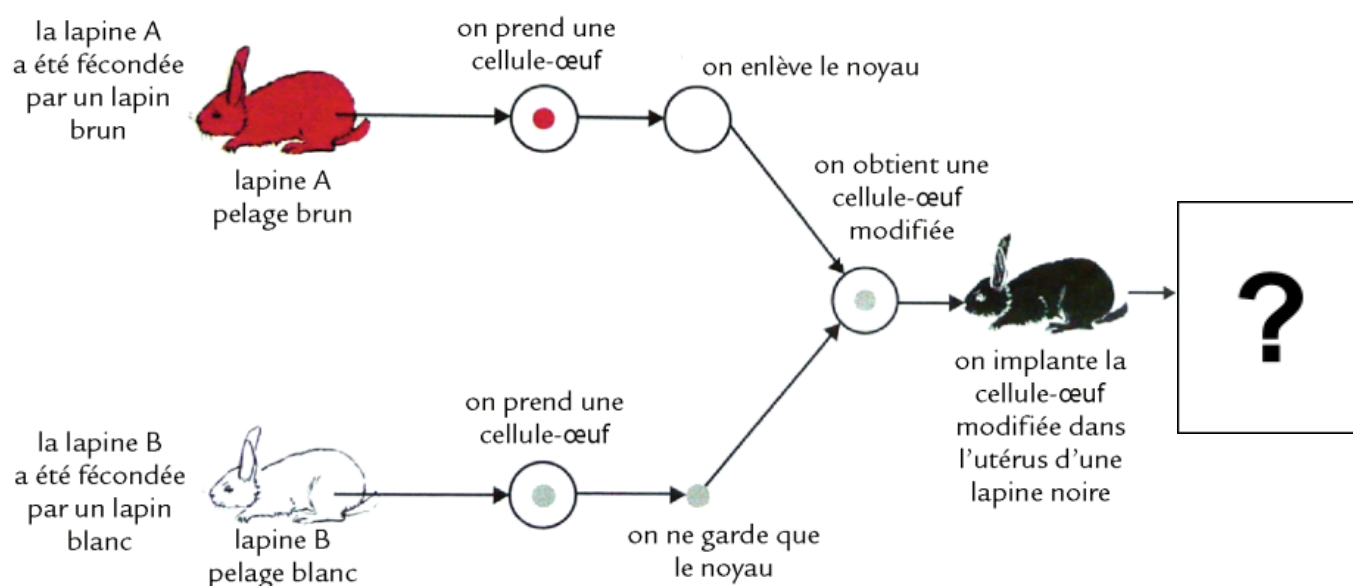 la lapine A
a été fécondée
par un lapin
brun
lapine A
pelage brun
on prend une
cellule-œuf
on enlève le noyau
on obtient une
cellule-œuf
modifiée
?
on implante la
cellule-œuf
modifiée dans
l'utérus d'une
lapine noire
la lapine B
a été fécondée
par un lapin
blanc
lapine B
pelage blanc
on prend une
cellule-œuf
on ne garde que
le noyau